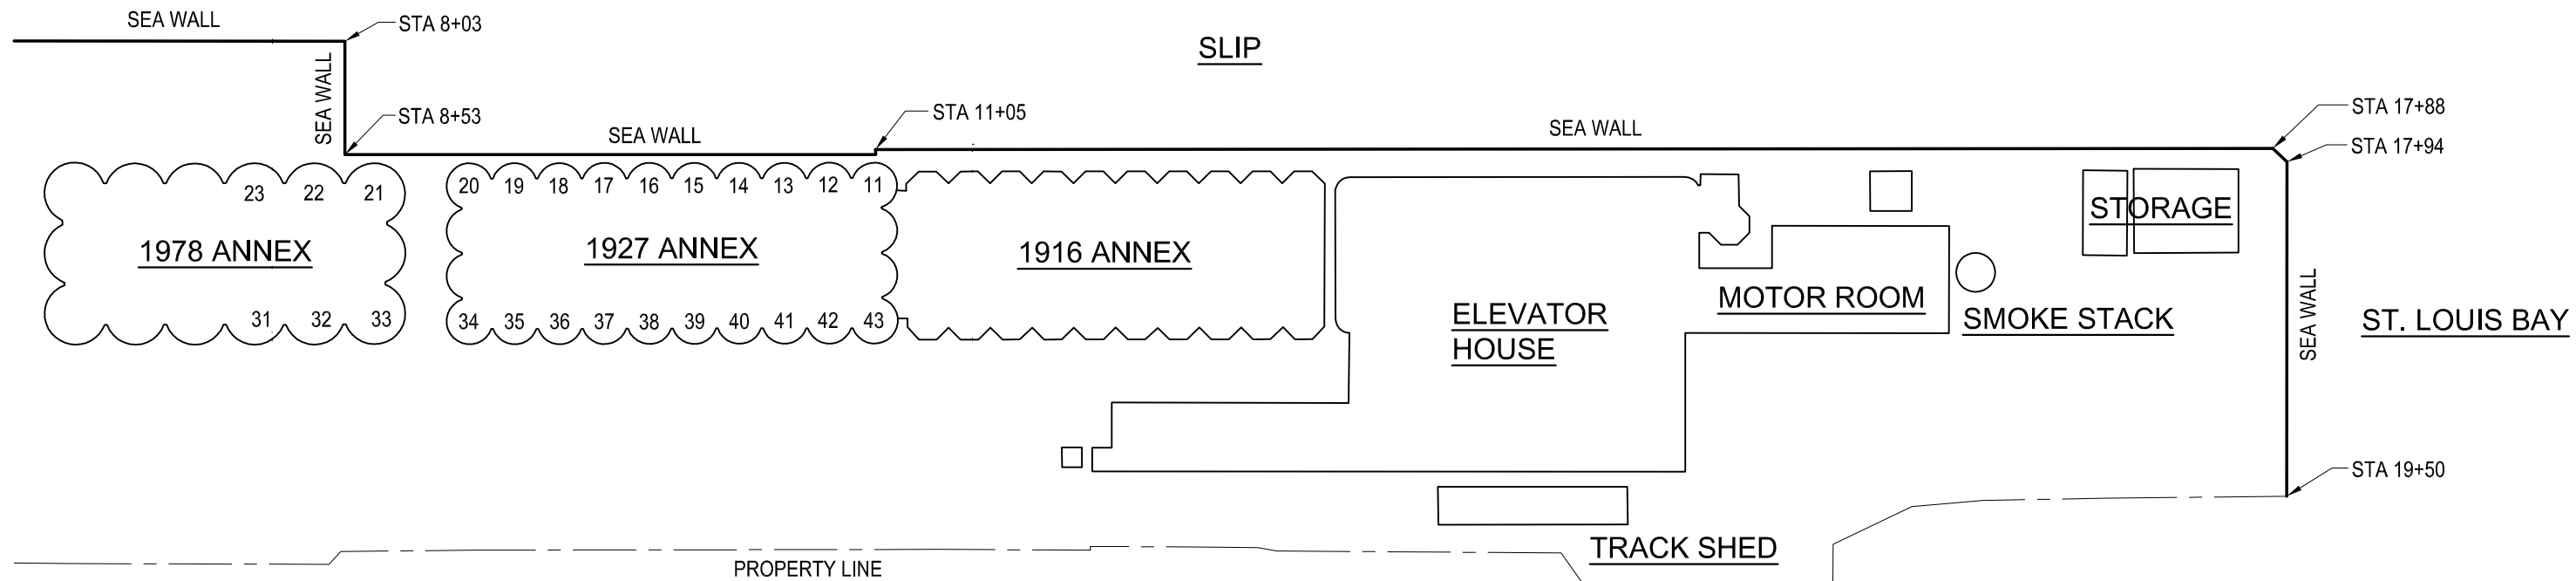 SEA WALL
STA 8+03
SLIP
SEA WALL
STA 8+53
SEA WALL
STA 11+05
SEA WALL
STA 17+88
STA 17+94
23 22 21
20 19 18 17 16 15 14 13 12 11
STORAGE
1978 ANNEX
1927 ANNEX
1916 ANNEX
MOTOR ROOM
ELEVATOR
HOUSE
SMOKE STACK
SEA WALL
ST. LOUIS BAY
31 32 33
34 35 36 37 38 39 40 41 42 43
STA 19+50
TRACK SHED
PROPERTY LINE